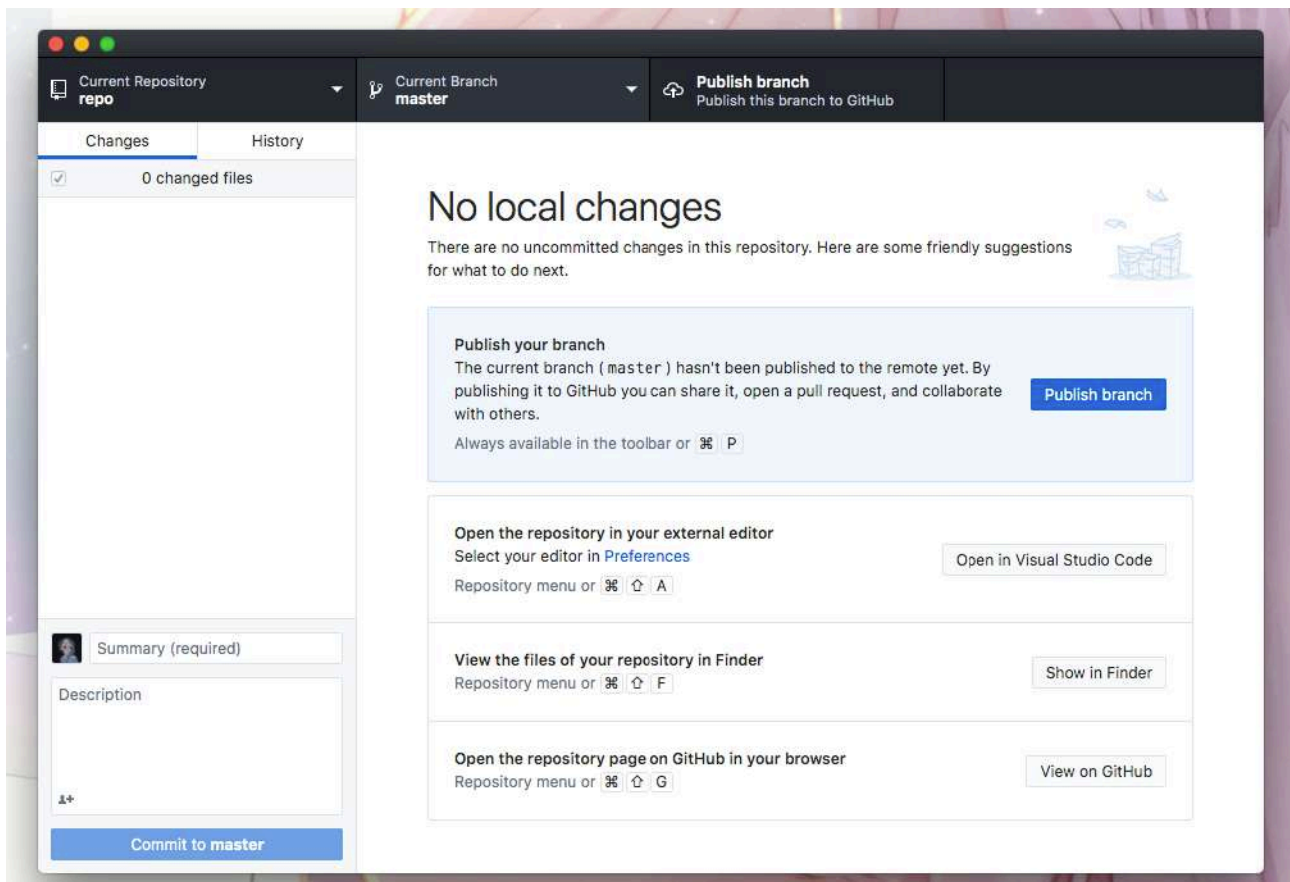 Current Repository
repo
Current Branch
master
Publish branch
Publish this branch to GitHub
Changes
History
0 changed files
No local changes
There are no uncommitted changes in this repository. Here are some friendly suggestions
for what to do next.
Publish your branch
The current branch (master) hasn't been published to the remote yet. By
publishing it to GitHub you can share it, open a pull request, and collaborate
with others.
Always available in the toolbar or ⌘ P
Publish branch
Open the repository in your external editor
Select your editor in Preferences
Repository menu or ⌘ ⇧ A
Open in Visual Studio Code
View the files of your repository in Finder
Repository menu or ⌘ ⇧ F
Show in Finder
Open the repository page on GitHub in your browser
Repository menu or ⌘ ⇧ G
View on GitHub
Summary (required)
Description
Commit to master